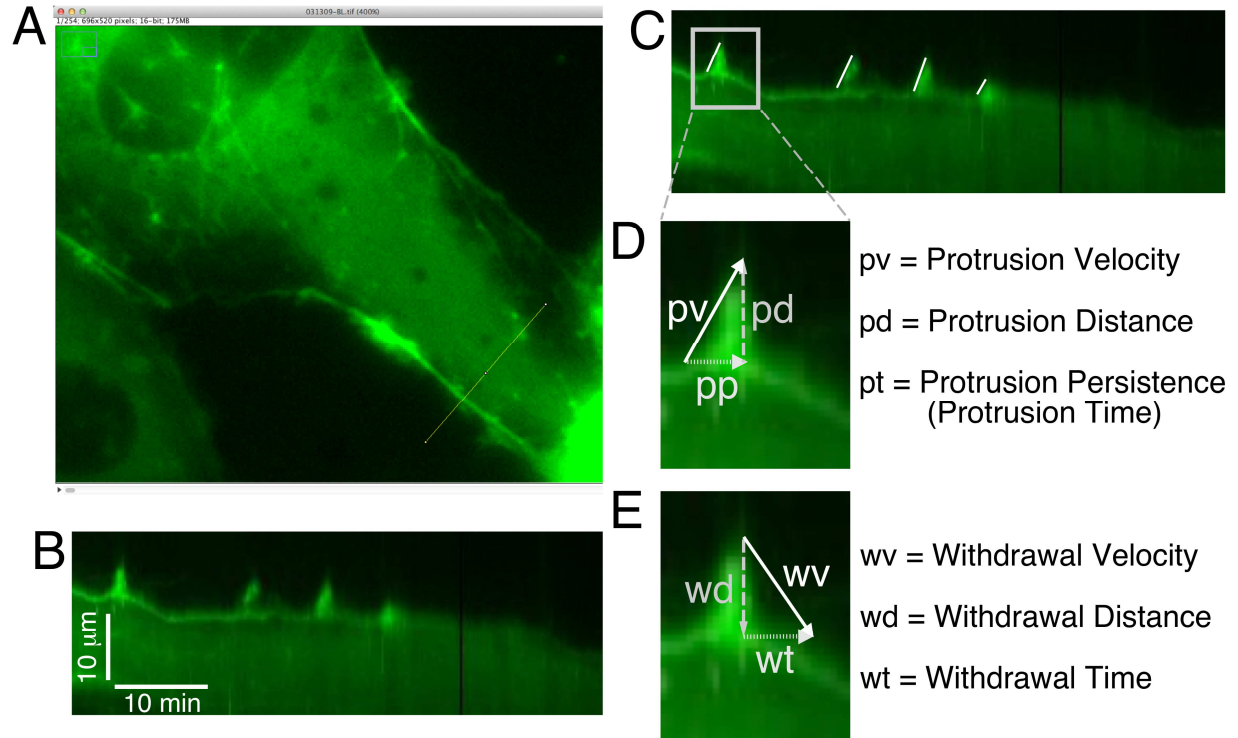 A
031309-BL.tif (400%)
1/254; 696x520 pixels; 16-bit; 175MB
B
10 μm
10 min
C
D
pv
pd
pp
pv = Protrusion Velocity
pd = Protrusion Distance
pt = Protrusion Persistence
(Protrusion Time)
E
wd
wv
wt
wv = Withdrawal Velocity
wd = Withdrawal Distance
wt = Withdrawal Time